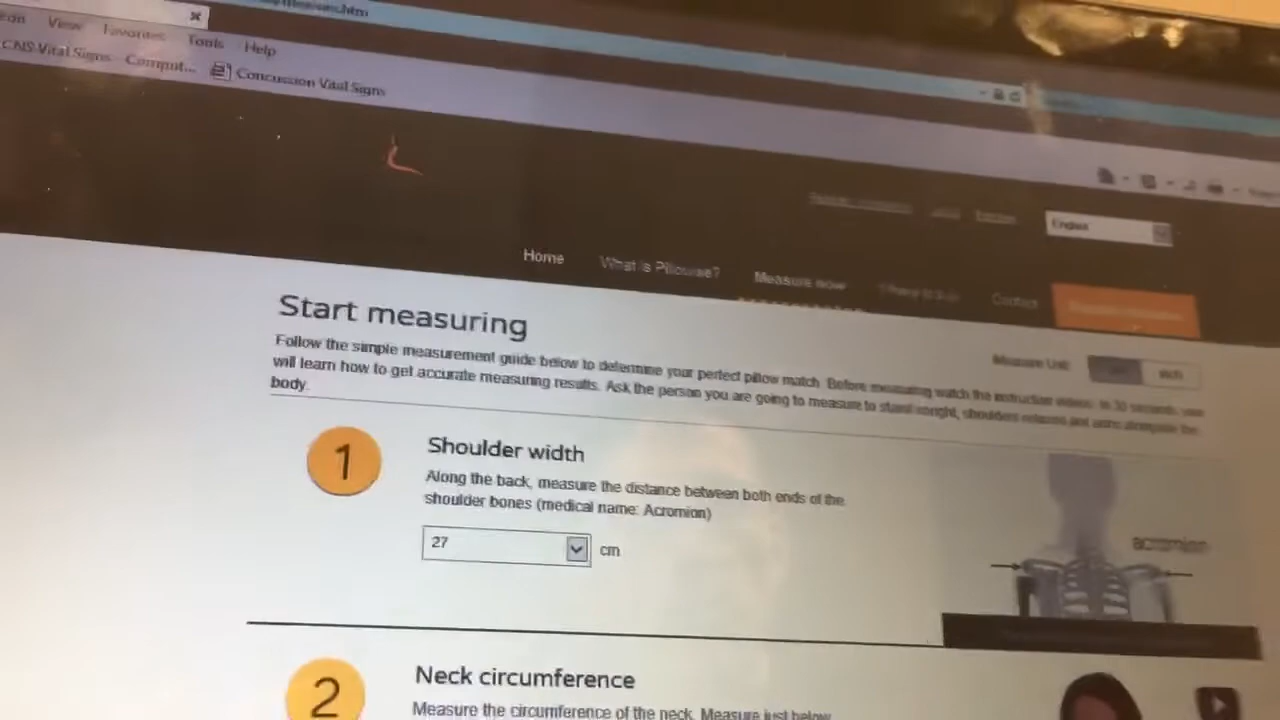 View Favorites Tools Help
CNS Vital Signs - Comput... Concussion Vital Signs
English
Home What is Pillowise? Measure now Contact
Start measuring
Measure Unit
inch
Follow the simple measurement guide below to determine your perfect pillow match. Before measuring watch the instruction videos. In 30 seconds you
will learn how to get accurate measuring results. Ask the person you are going to measure to stand upright, shoulders relaxed and arms alongside the
body.
1 Shoulder width
Along the back, measure the distance between both ends of the
shoulder bones (medical name: Acromion)
27 cm
acromion
2 Neck circumference
Measure the circumference of the neck. Measure just below